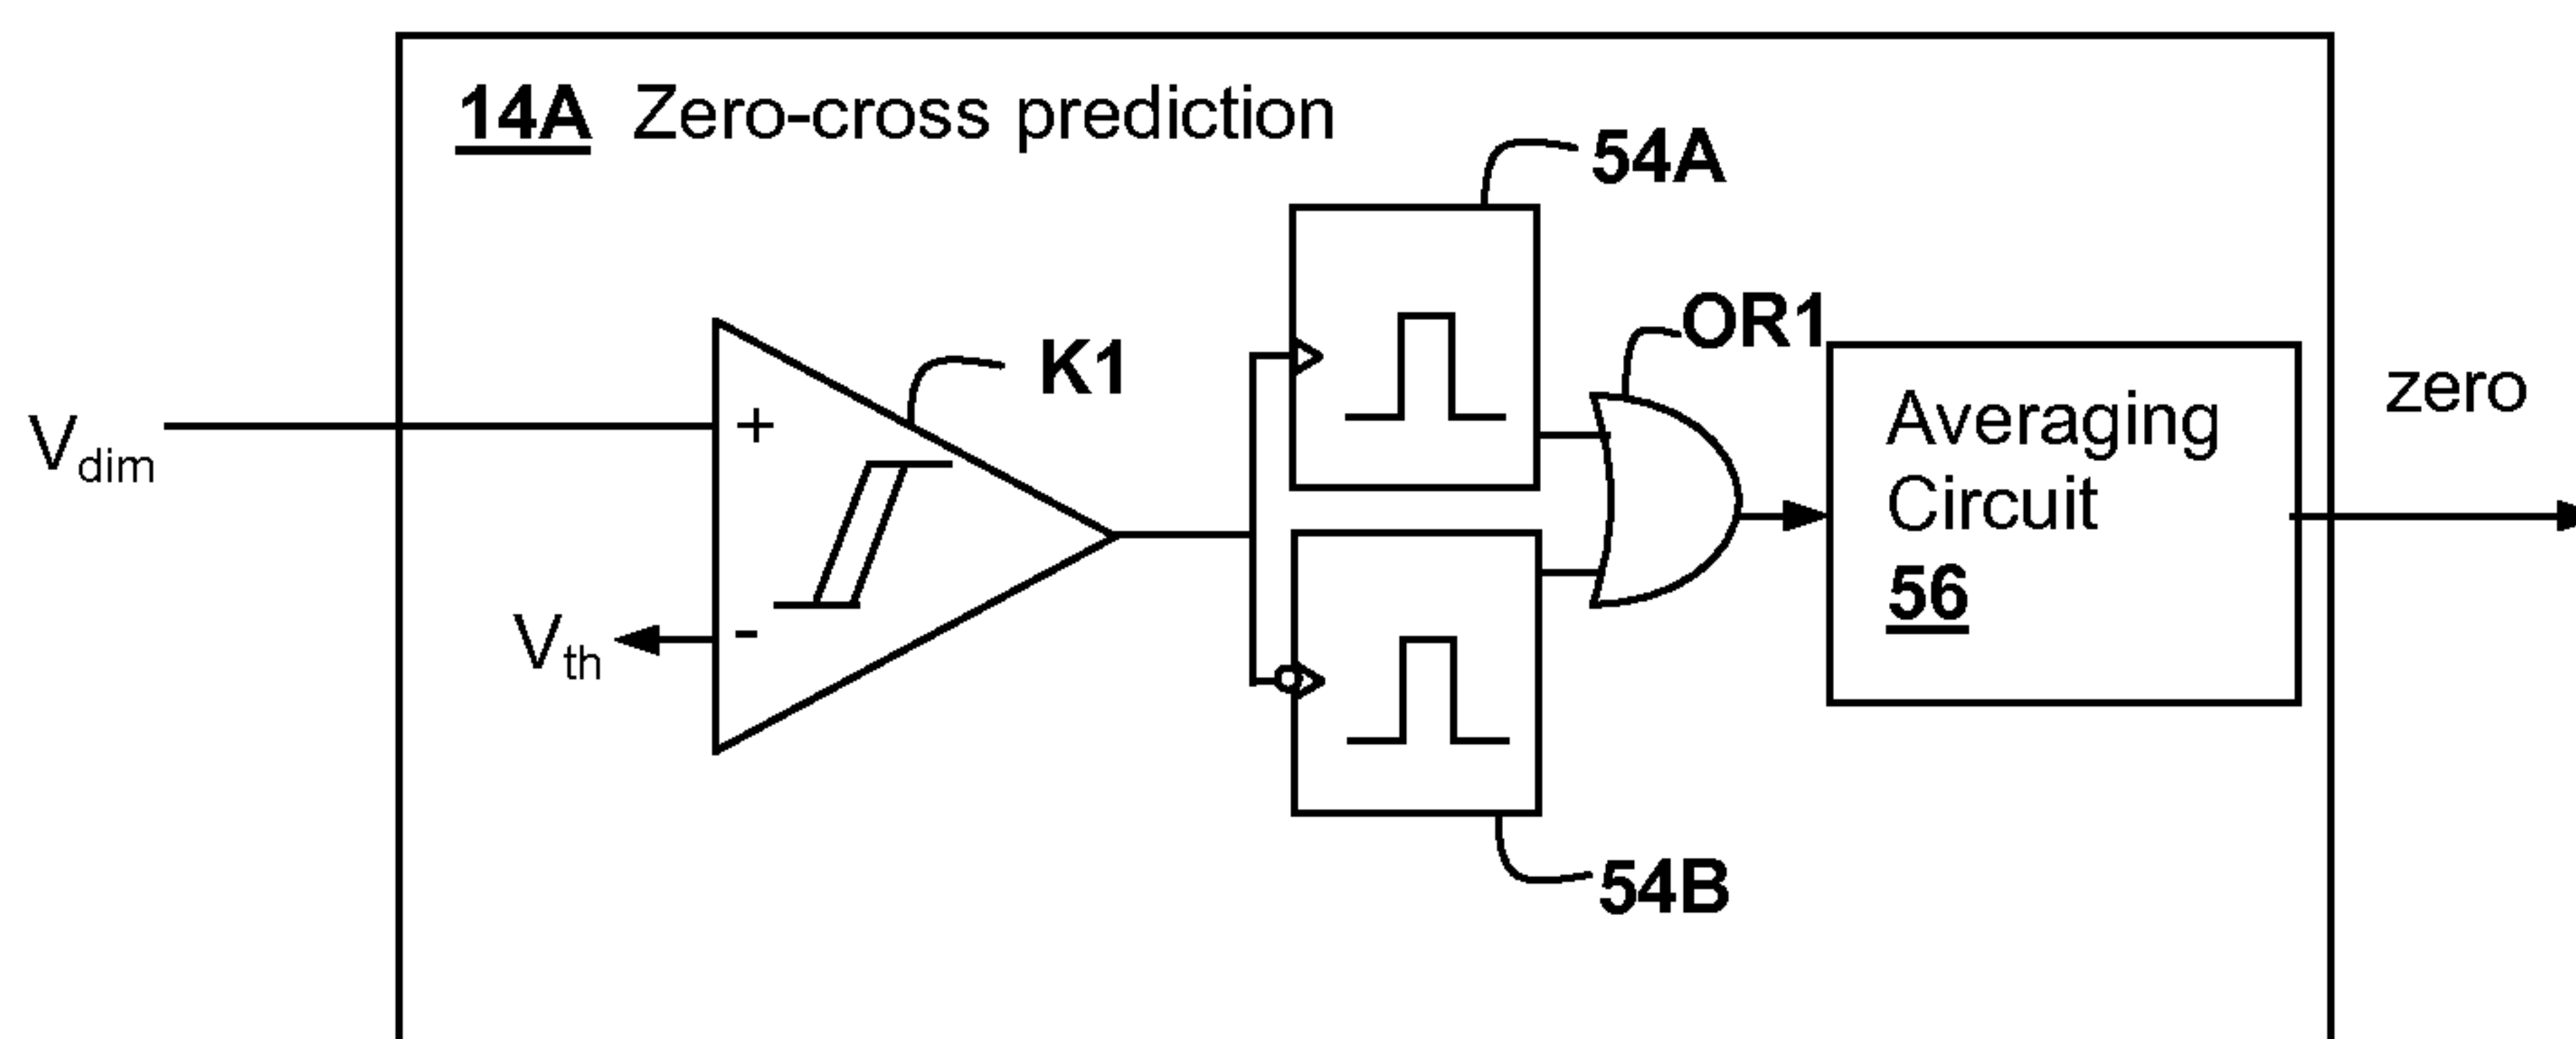 14A Zero-cross prediction
54A
OR1
K1
Averaging
Circuit
56
zero
Vdim
+
-
Vth
54B